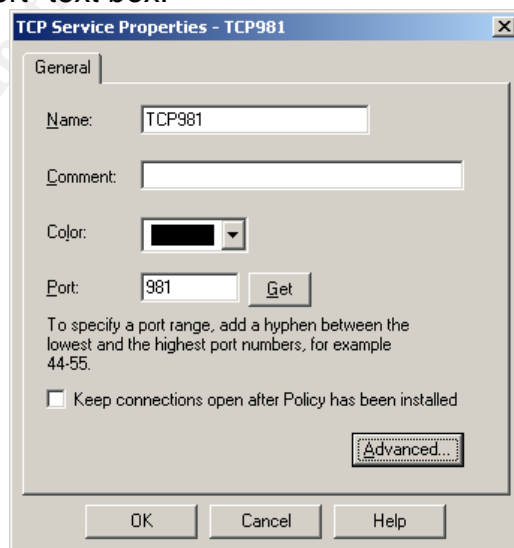 text box.
TCP Service Properties - TCP981
General
Name: TCP981
Comment:
Color:
Port: 981 Get
To specify a port range, add a hyphen between the
lowest and the highest port numbers, for example
44-55.
Keep connections open after Policy has been installed
Advanced...
OK Cancel Help